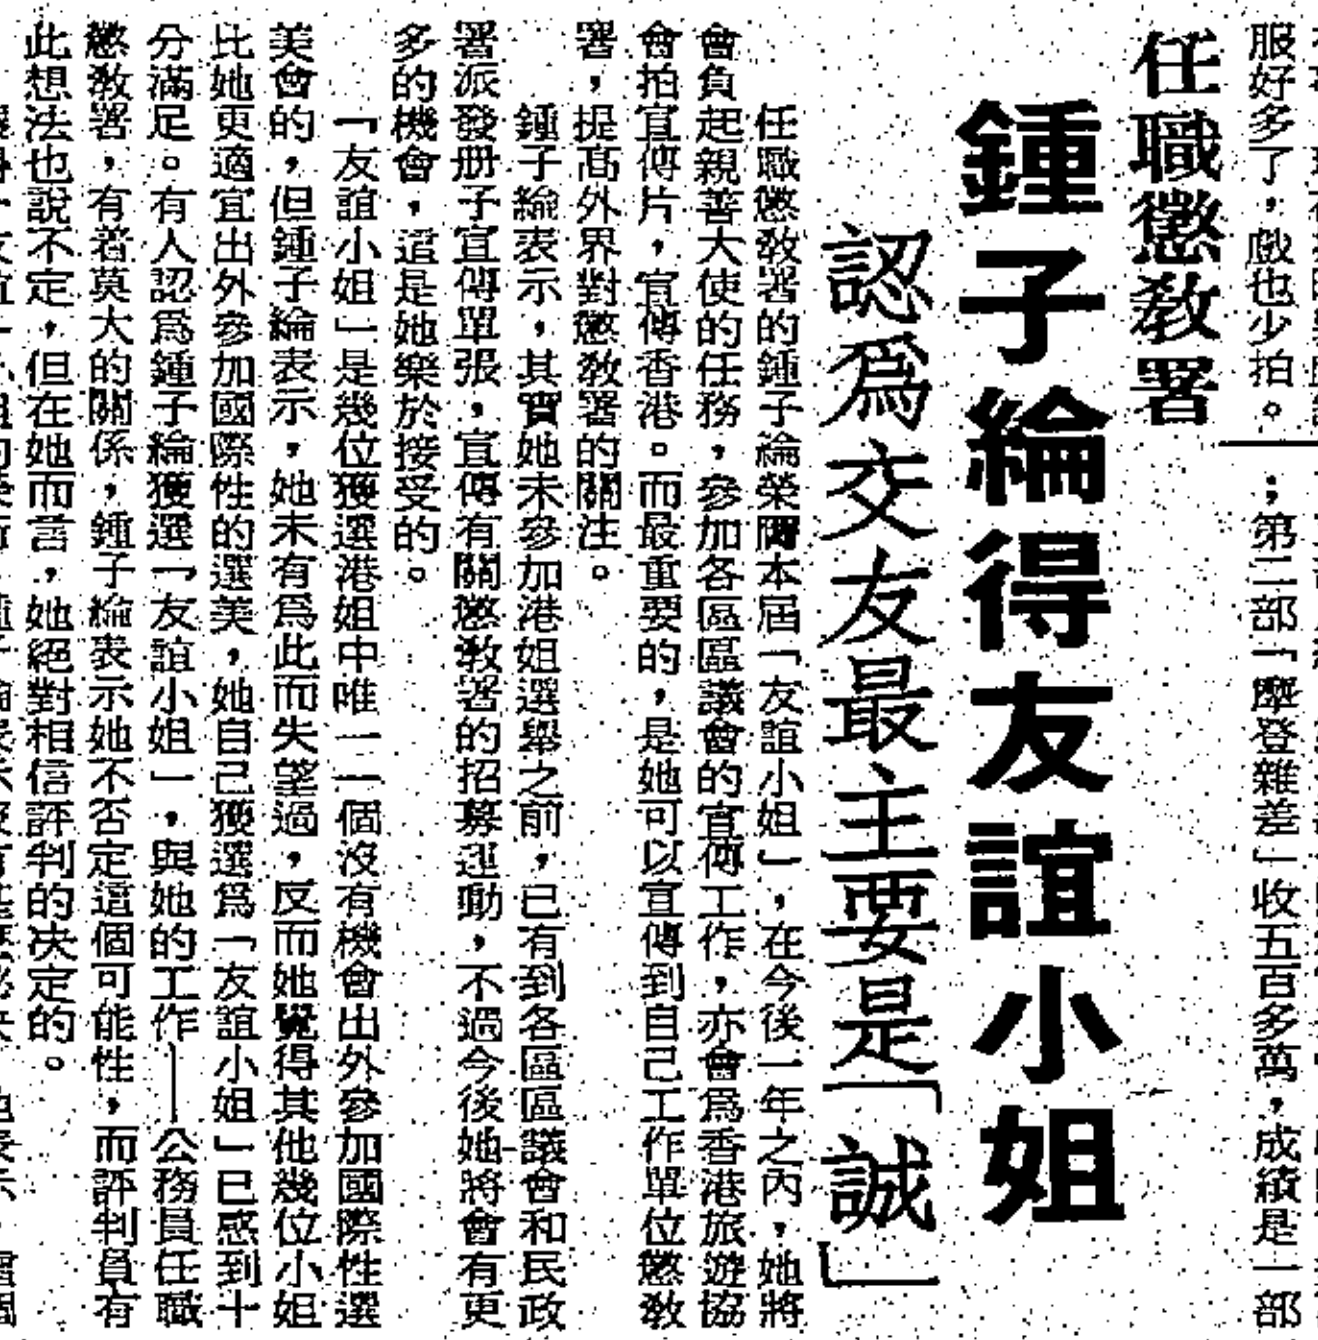 服好多了，戲也少拍。
；第二部「摩登雜差」收五百多萬，成績是一部
任職懲敎署
鍾子綸得友誼小姐
認爲交友最主要是「誠」
任職懲敎署的鍾子綸榮膺本屆「友誼小姐」，在今後一年之內，她將
會負起親善大使的任務，參加各區區議會的宣傳工作，亦會爲香港旅遊協
會拍宣傳片，宣傳香港。而最重要的，是她可以宣傳到自己工作單位懲敎
署，提高外界對懲敎署的關注。
鍾子綸表示，其實她未參加港姐選舉之前，已有到各區區議會和民政
署派發册子宣傳單張，宣傳有關懲敎署的招募運動，不過今後她將會有更
多的機會，這是她樂於接受的。
「友誼小姐」是幾位獲選港姐中唯一一個沒有機會出外參加國際性選
美會的，但鍾子綸表示，她未有爲此而失望過，反而她覺得其他幾位小姐
比她更適宜出外參加國際性的選美，她自己獲選爲「友誼小姐」已感到十
分滿足。有人認爲鍾子綸獲選「友誼小姐」，與她的工作——公務員任職
懲敎署，有着莫大的關係，鍾子綸表示她不否定這個可能性，而評判員有
此想法也說不定，但在她而言，她絕對相信評判的決定的。